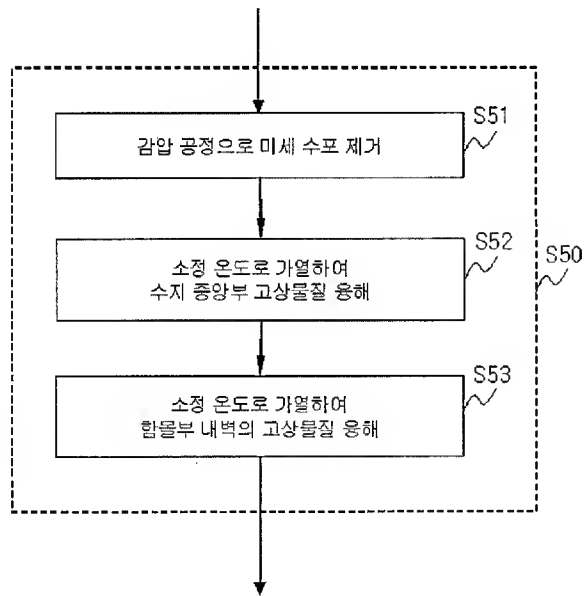 감압 공정으로 미세 수포 제거
S51
소정 온도로 가열하여
수지 중앙부 고상물질 융해
S52
S50
소정 온도로 가열하여
함몰부 내벽의 고상물질 융해
S53